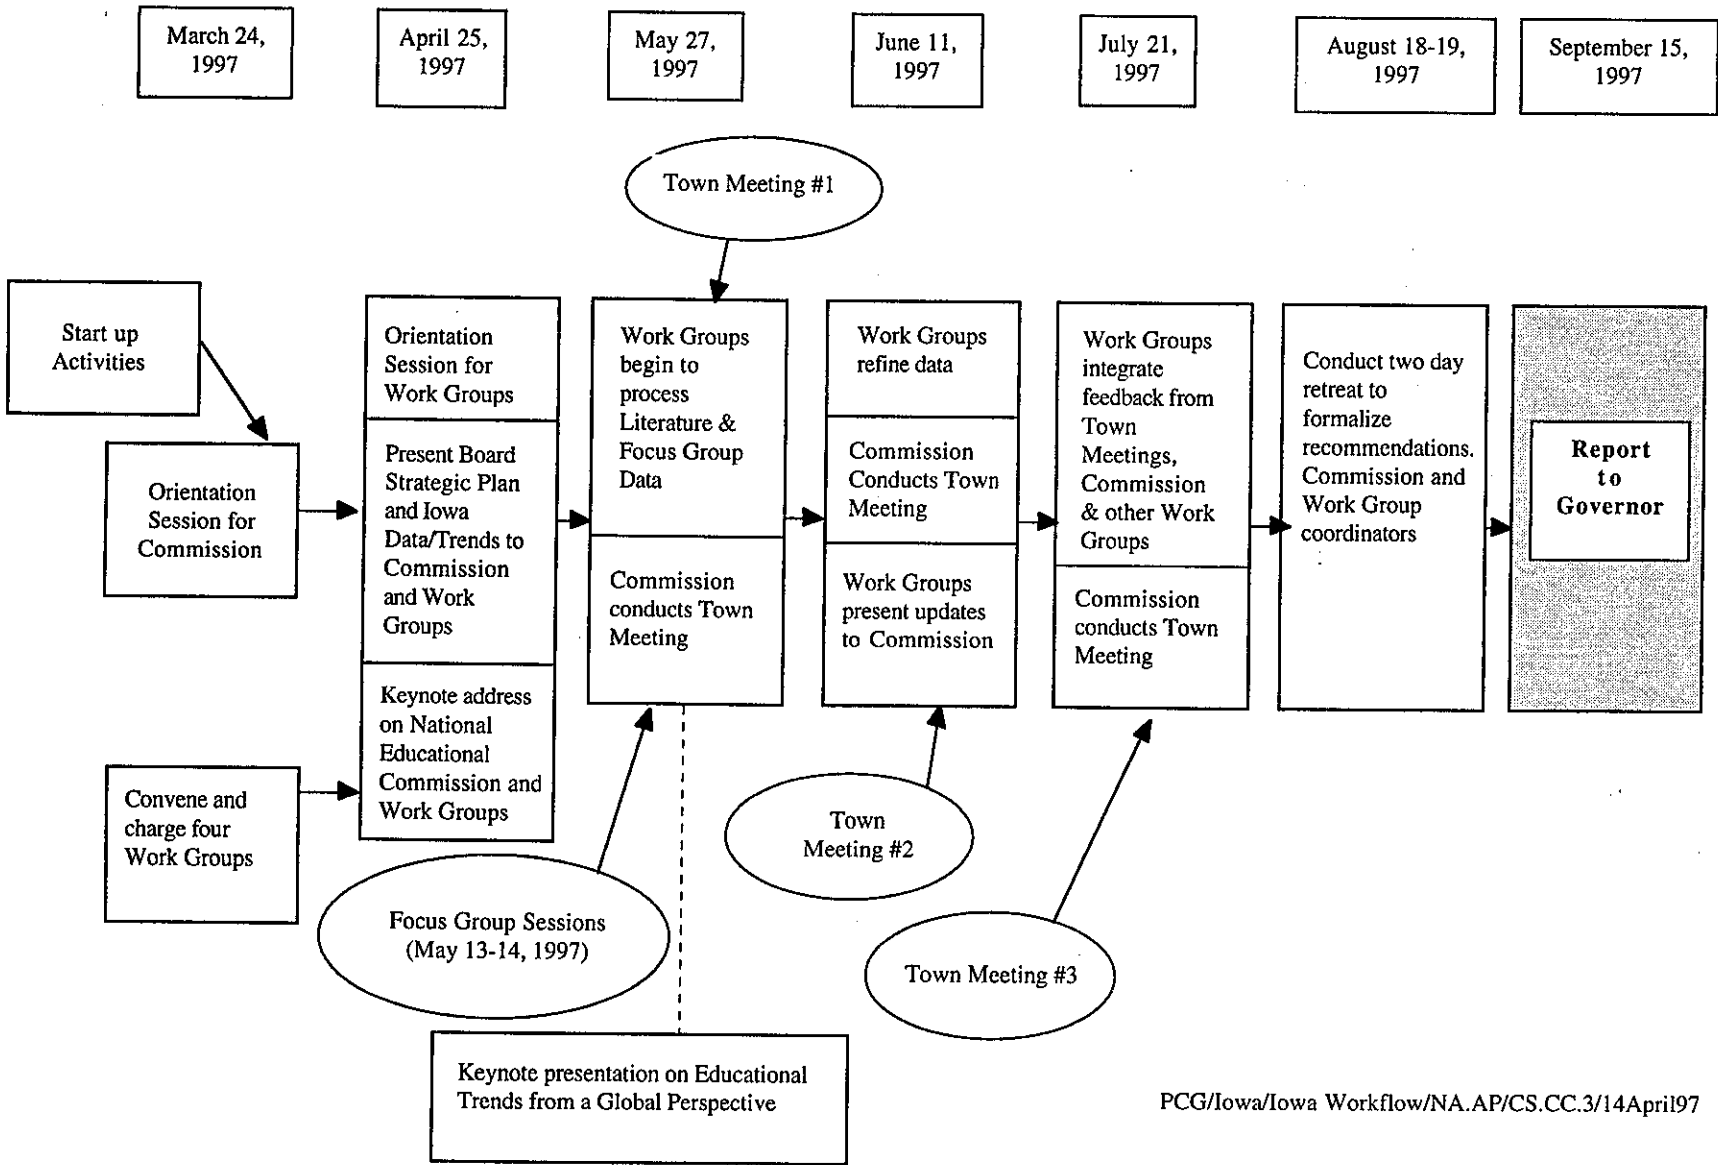 March 24,
1997
April 25,
1997
May 27,
1997
June 11,
1997
July 21,
1997
August 18-19,
1997
September 15,
1997
Town Meeting #1
Start up
Activities
Orientation
Session for
Commission
Convene and
charge four
Work Groups
Orientation
Session for
Work Groups
Present Board
Strategic Plan
and Iowa
Data/Trends to
Commission
and Work
Groups
Keynote address
on National
Educational
Commission and
Work Groups
Work Groups
begin to
process
Literature &
Focus Group
Data
Commission
conducts Town
Meeting
Work Groups
refine data
Commission
Conducts Town
Meeting
Work Groups
present updates
to Commission
Work Groups
integrate
feedback from
Town
Meetings,
Commission
& other Work
Groups
Commission
conducts Town
Meeting
Conduct two day
retreat to
formalize
recommendations.
Commission and
Work Group
coordinators
Report
to
Governor
Focus Group Sessions
(May 13-14, 1997)
Town
Meeting #2
Town Meeting #3
Keynote presentation on Educational
Trends from a Global Perspective
PCG/Iowa/Iowa Workflow/NA.AP/CS.CC.3/14April97